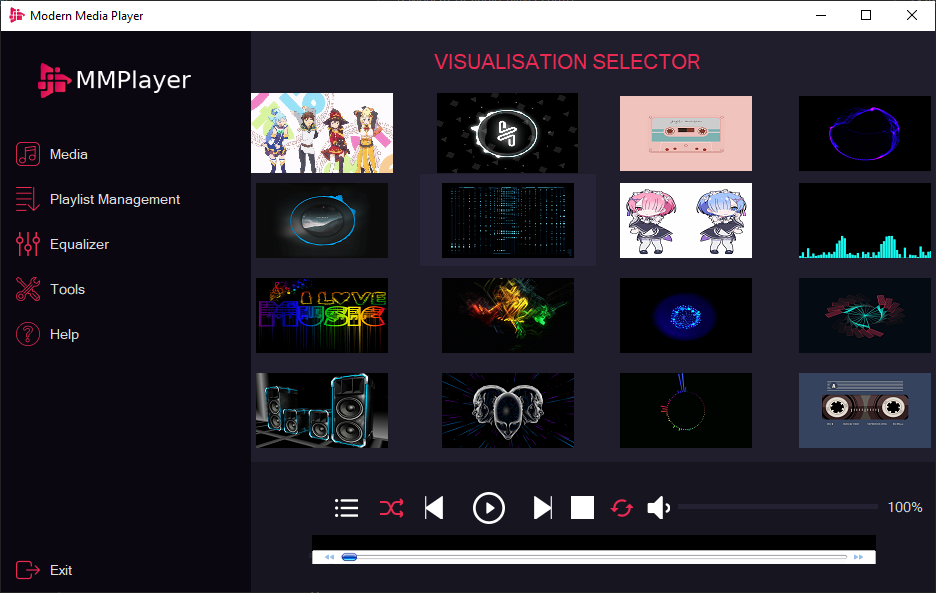 Modern Media Player
MMPlayer
VISUALISATION SELECTOR
Media
Playlist Management
Equalizer
Tools
Help
I LOVE
MUSIC
A
100%
Exit